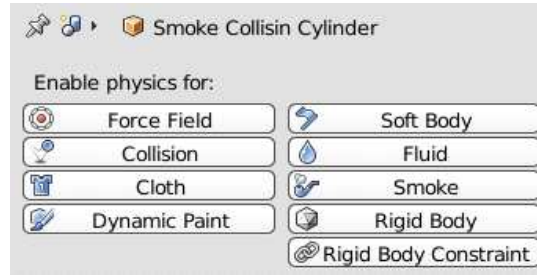 Smoke Collisin Cylinder
Enable physics for:
Force Field
Soft Body
Collision
Fluid
Cloth
Smoke
Dynamic Paint
Rigid Body
Rigid Body Constraint